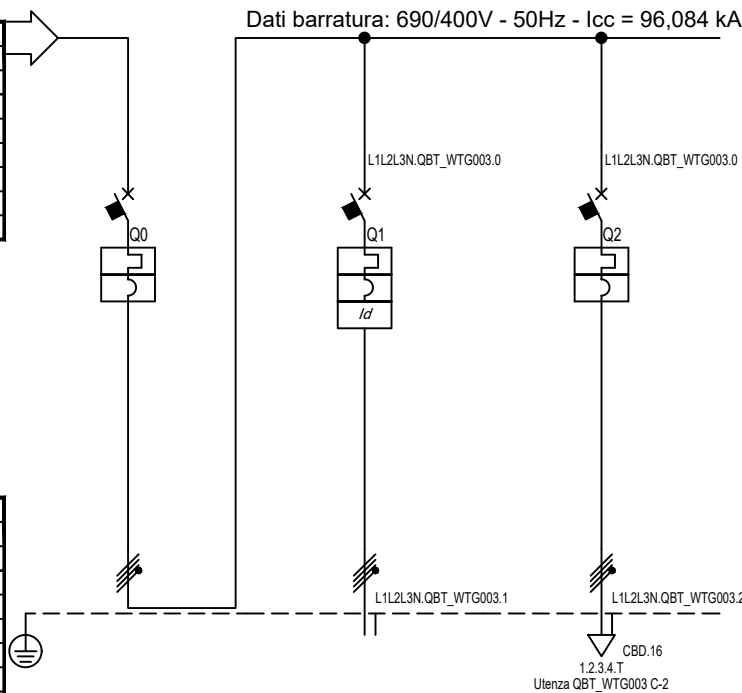 Dati barratura: 690/400V - 50Hz - Icc = 96,084 kA
L1L2L3N.QBT_WTG003.0
L1L2L3N.QBT_WTG003.0
Q0
Q1
Q2
Id
L1L2L3N.QBT_WTG003.1
L1L2L3N.QBT_WTG003.2
CBD.16
1.2.3.4.T
Utenza QBT_WTG003 C-2